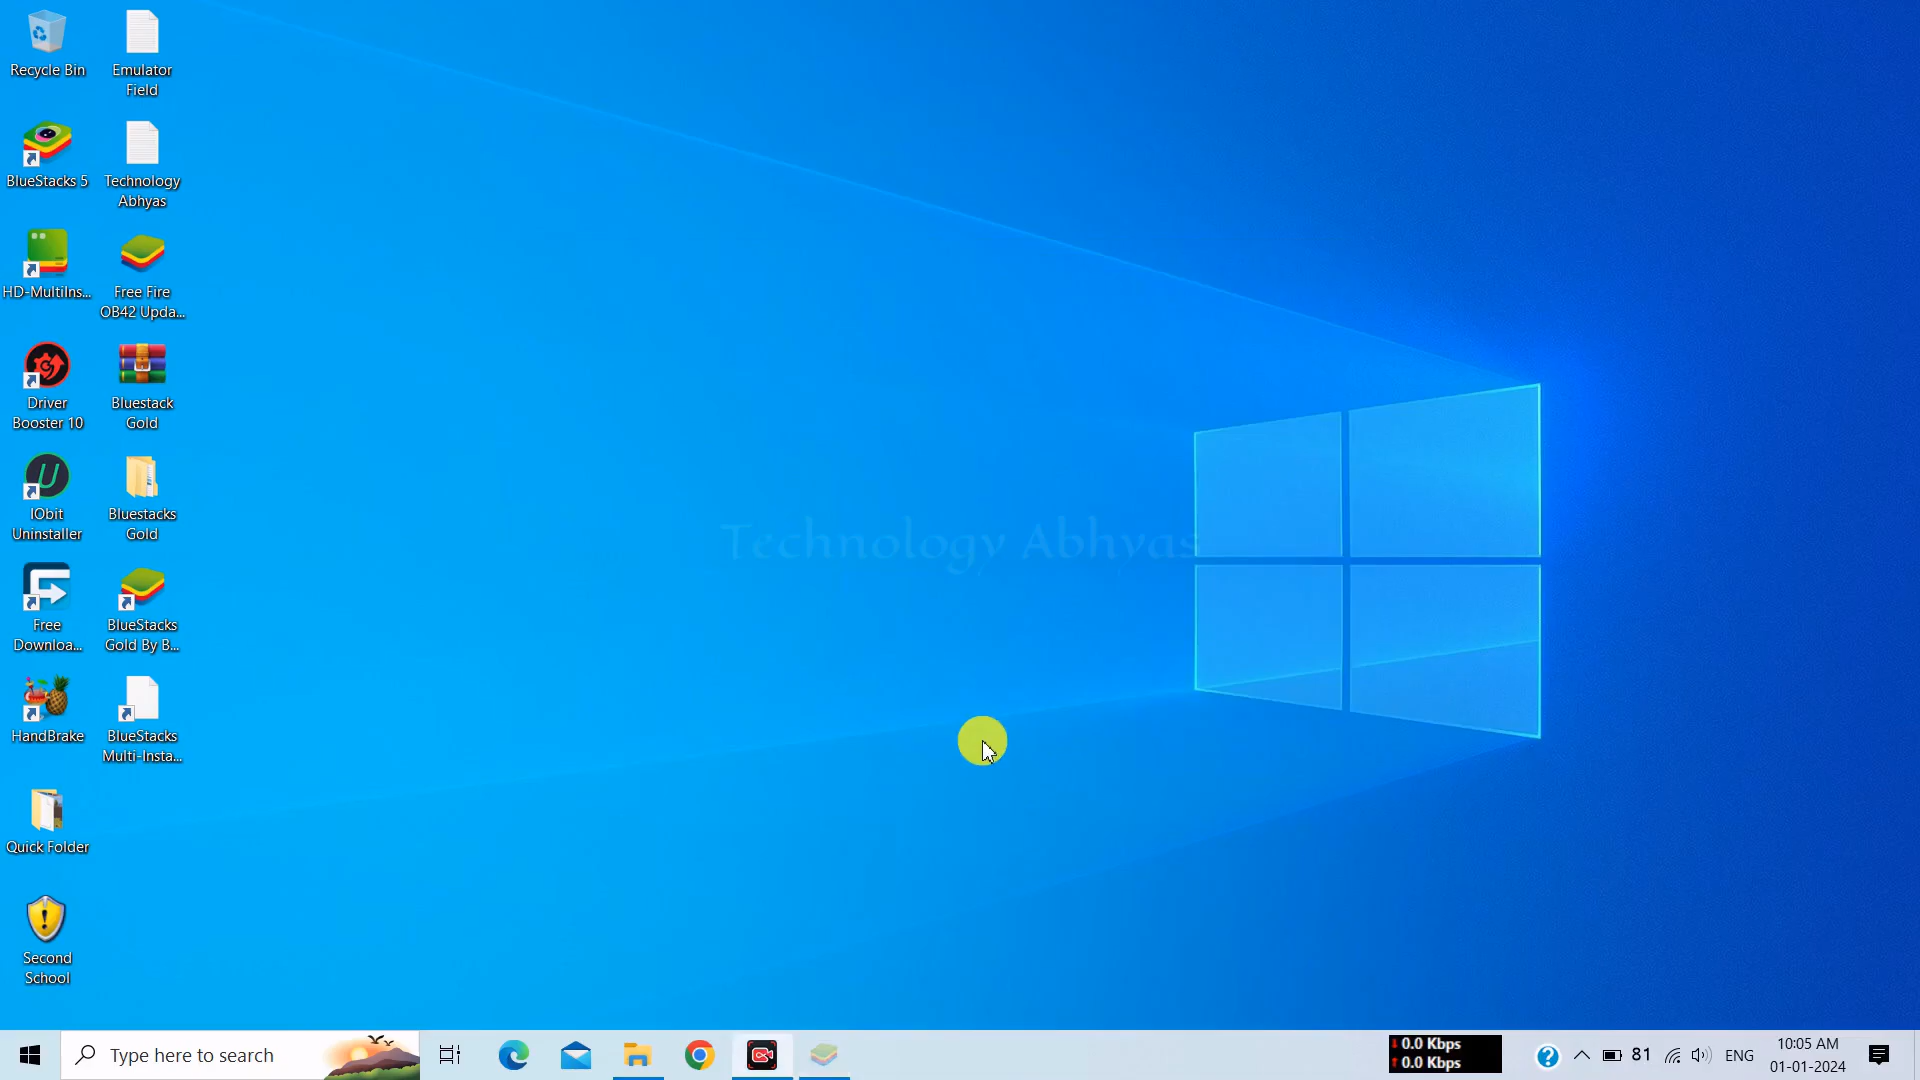 Recycle Bin
Emulator
Field
BlueStacks 5
Technology
Abhyas
HD-MultiIns...
Free Fire
OB42 Upda...
Driver
Booster 10
Bluestack
Gold
IObit
Uninstaller
Bluestacks
Gold
Free
Downloa...
BlueStacks
Gold By B...
HandBrake
BlueStacks
Multi-Insta...
Quick Folder
Second
School
Technology Abhyas
Type here to search
0.0 Kbps
0.0 Kbps
81
ENG
10:05 AM
01-01-2024